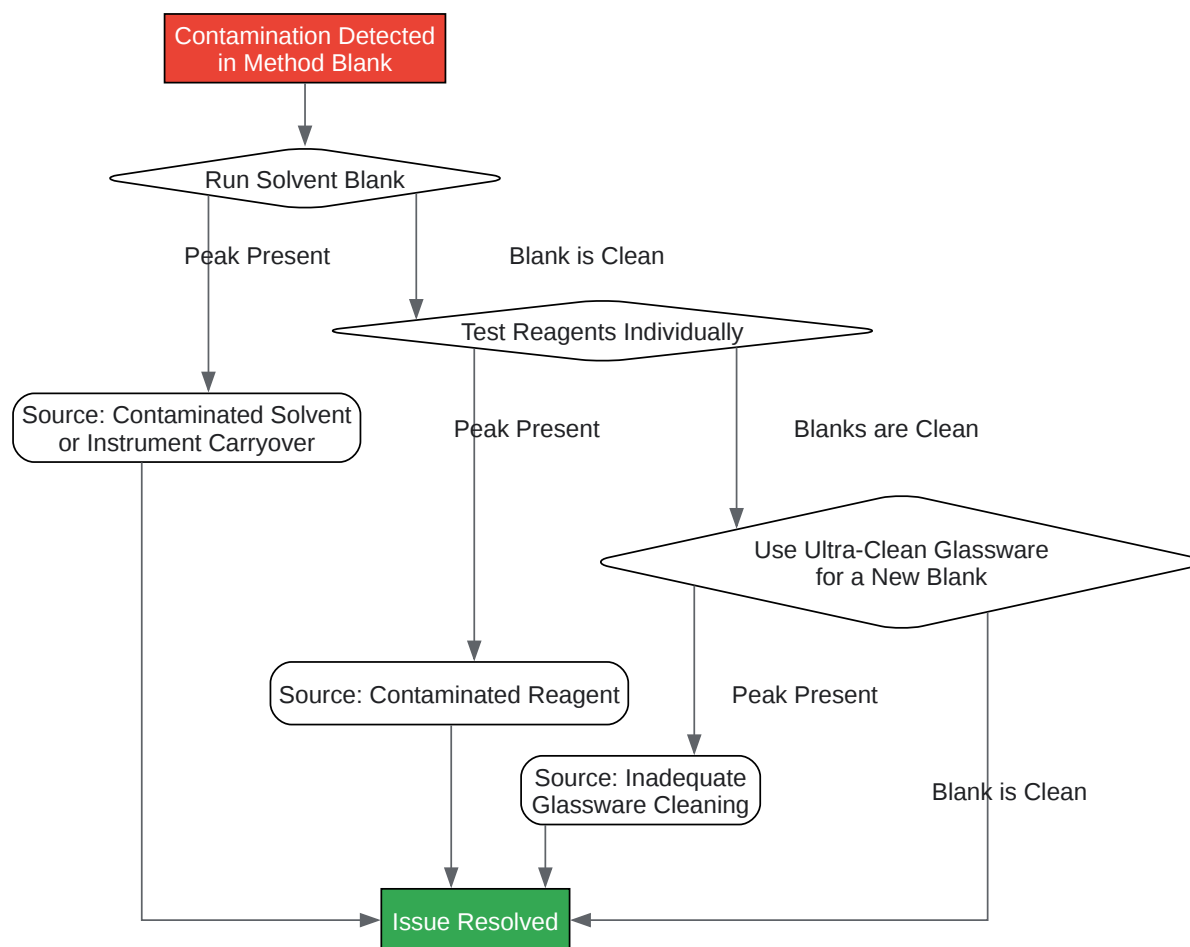 Contamination Detected
in Method Blank
Run Solvent Blank
Peak Present
Blank is Clean
Test Reagents Individually
Source: Contaminated Solvent
or Instrument Carryover
Peak Present
Blanks are Clean
Use Ultra-Clean Glassware
for a New Blank
Source: Contaminated Reagent
Peak Present
Source: Inadequate
Glassware Cleaning
Blank is Clean
Issue Resolved